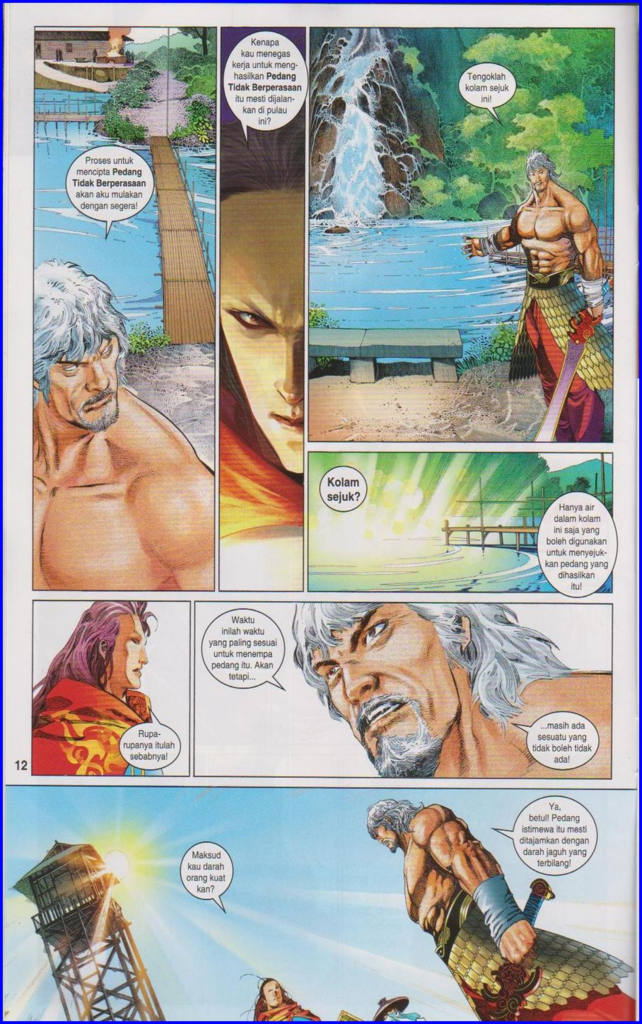 Proses untuk
mencipta Pedang
Tidak Berperasaan
akan aku mulakan
dengan segera!
Kenapa
kau menegas
kerja untuk meng-
hasilkan Pedang
Tidak Berperasaan
itu mesti dijalan-
kan di pulau
ini?
Tengoklah
kolam sejuk
ini!
Kolam
sejuk?
Hanya air
dalam kolam
ini saja yang
boleh digunakan
untuk menyejuk-
kan pedang yang
dihasilkan
itu!
Rupa-
rupanya itulah
sebabnya!
Waktu
inilah waktu
yang paling sesuai
untuk menempa
pedang itu. Akan
tetapi...
...masih ada
sesuatu yang
tidak boleh tidak
ada!
12
Maksud
kau darah
orang kuat
kan?
Ya,
betul! Pedang
istimewa itu mesti
ditajamkan dengan
darah jaguh yang
terbilang!